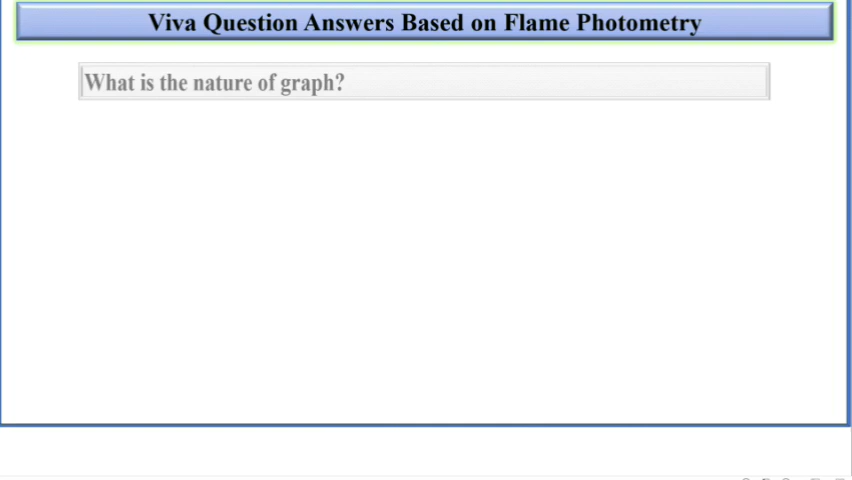 Viva Question Answers Based on Flame Photometry
What is the nature of graph?